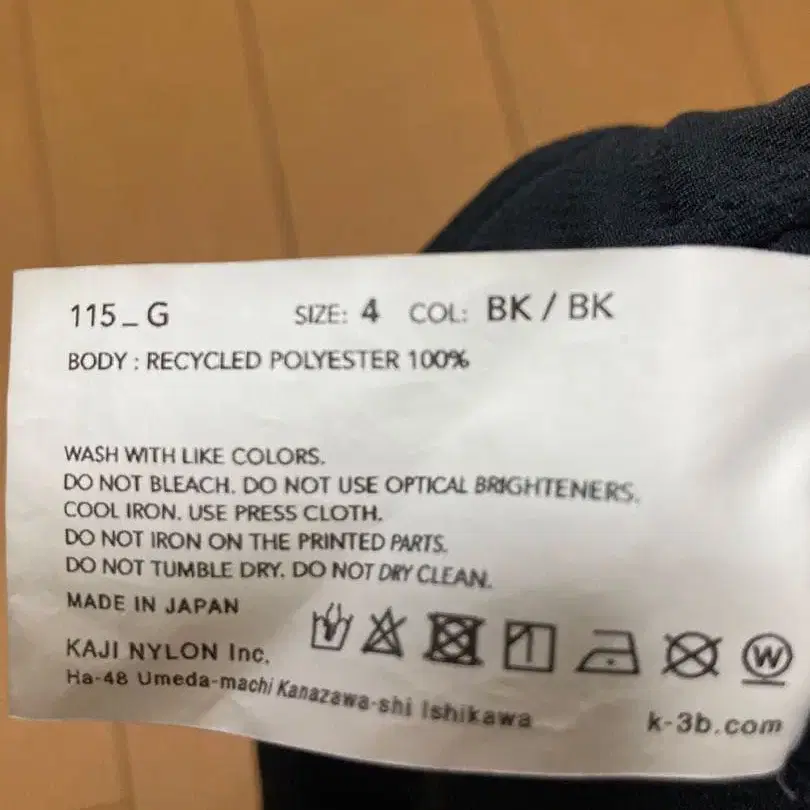 115_G SIZE: 4 COL: BK / BK
BODY : RECYCLED POLYESTER 100%
WASH WITH LIKE COLORS.
DO NOT BLEACH. DO NOT USE OPTICAL BRIGHTENERS.
COOL IRON. USE PRESS CLOTH.
DO NOT IRON ON THE PRINTED PARTS.
DO NOT TUMBLE DRY. DO NOT DRY CLEAN.
MADE IN JAPAN
W
KAJI NYLON Inc.
Ha-48 Umeda-machi Kanazawa-shi Ishikawa
k-3b.com